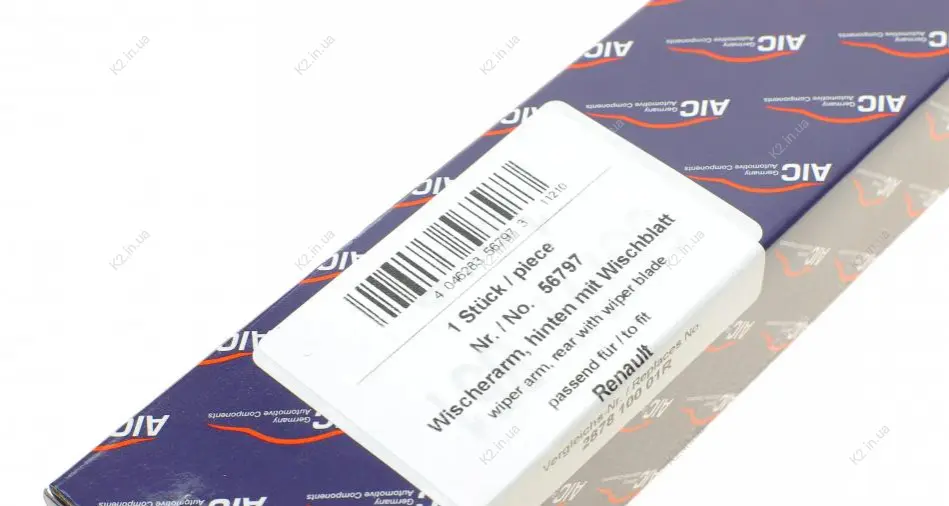 4 046283 56797 3
11210
1 Stück / piece
Nr. / No. 56797
Wischerarm, hinten mit Wischblatt
wiper arm, rear with wiper blade
passend für / to fit
Renault
Vergleichs-Nr. / Replaces No.
2878 100 01R
AIC
Germany
Automotive Components
K2.in.ua